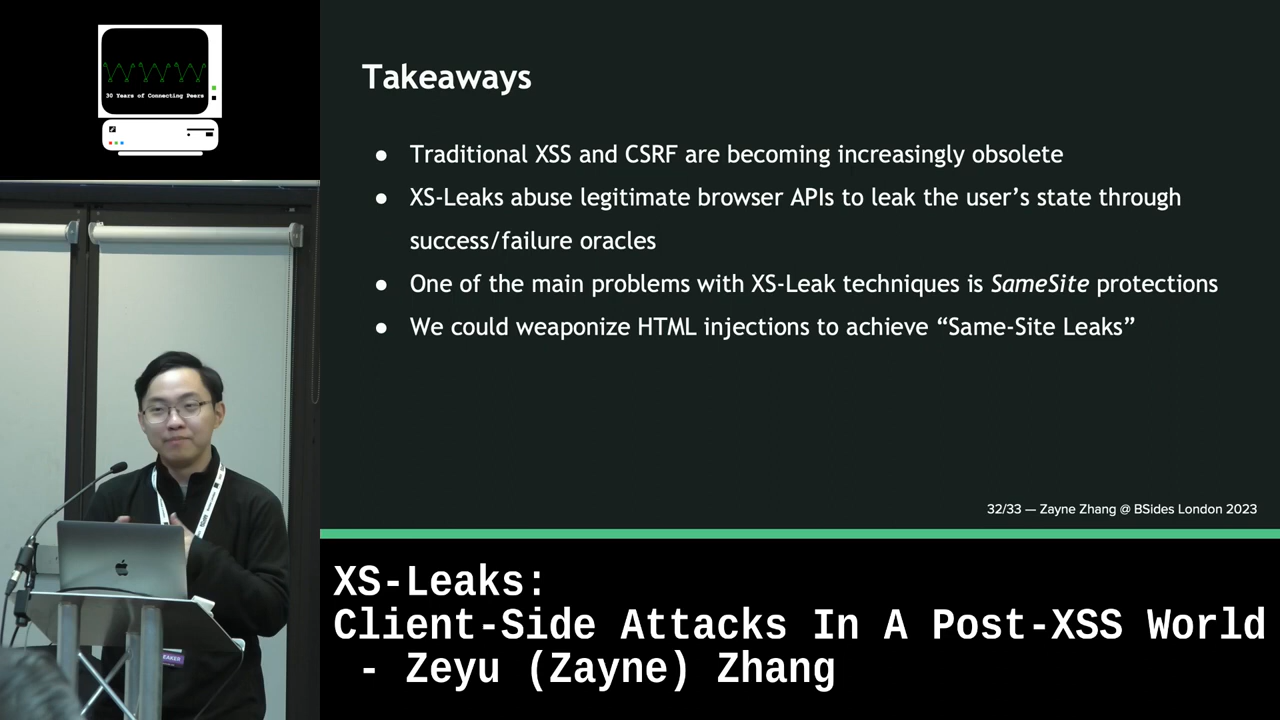 30 Years of Connecting Peers
Takeaways
● Traditional XSS and CSRF are becoming increasingly obsolete
● XS-Leaks abuse legitimate browser APIs to leak the user’s state through
success/failure oracles
● One of the main problems with XS-Leak techniques is SameSite protections
● We could weaponize HTML injections to achieve “Same-Site Leaks”
32/33 — Zayne Zhang @ BSides London 2023
XS-Leaks:
Client-Side Attacks In A Post-XSS World
- Zeyu (Zayne) Zhang